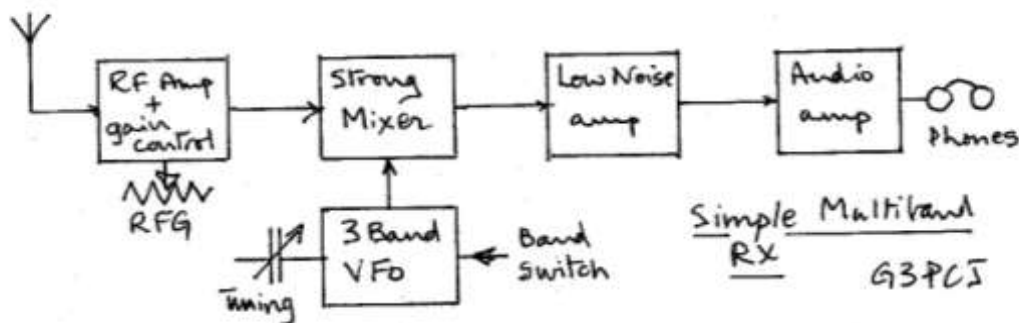 RF Amp
+
gain
control
RFG
Strong
Mixer
Low Noise
amp
Audio
amp
Phones
3 Band
VFO
Tuning
Band
Switch
Simple Multiband
RX
G3PCJ